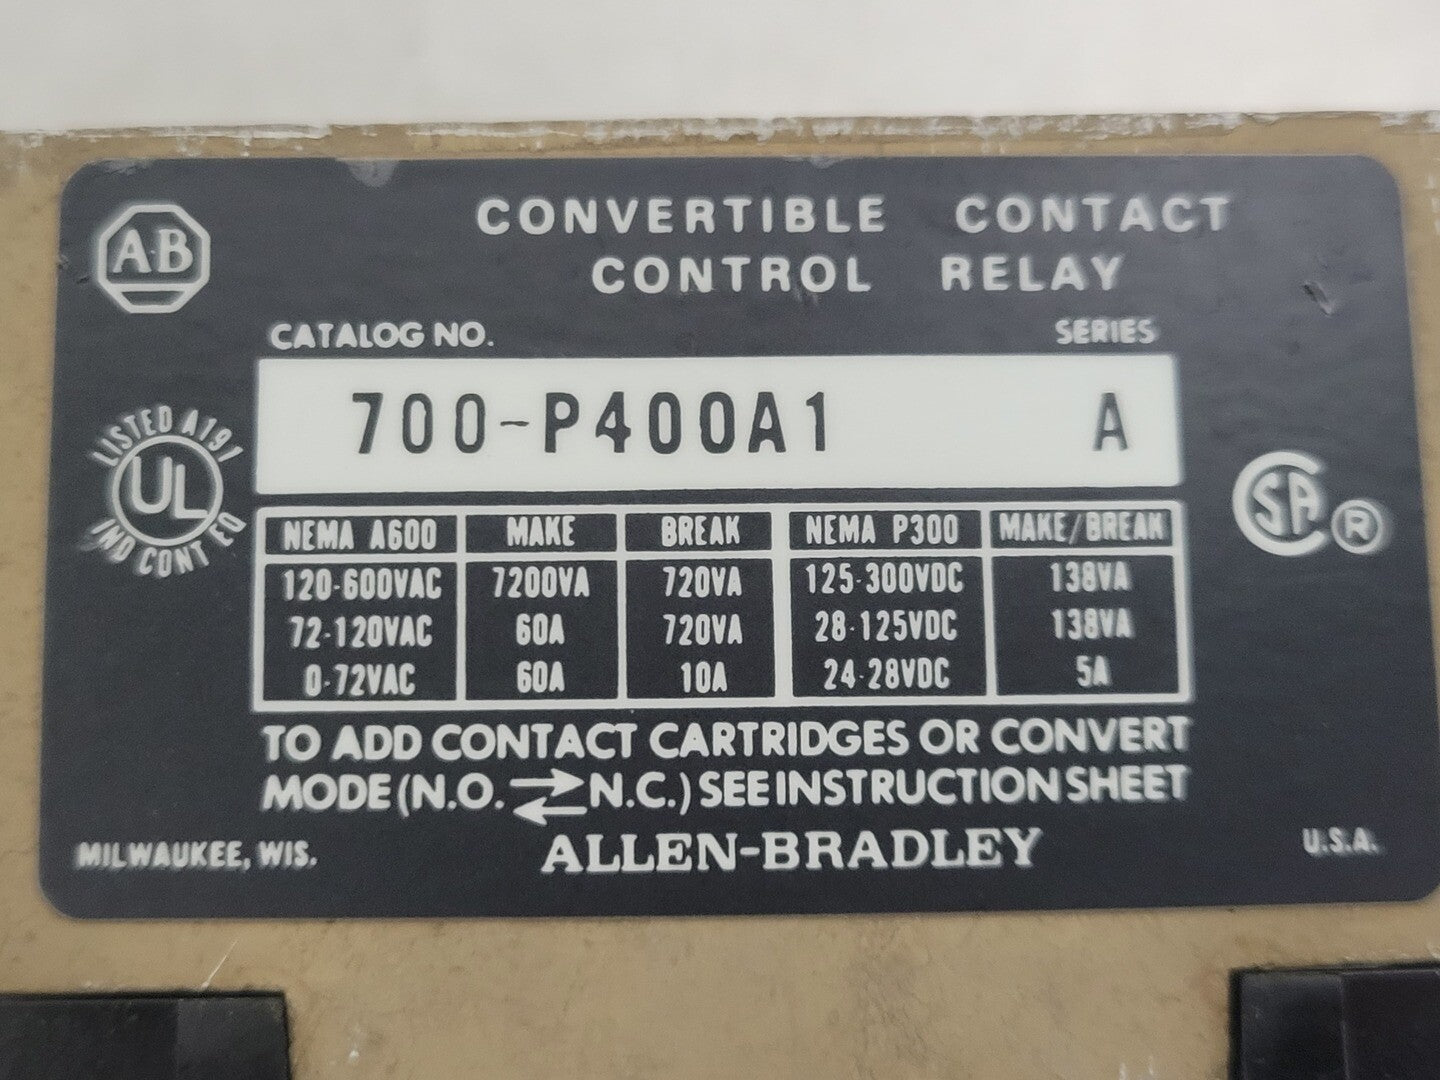 CONVERTIBLE CONTACT
CONTROL RELAY
A-B
CATALOG NO. SERIES
700-P400A1 A
LISTED A191
UL
IND CONT EQ
SA ®
NEMA A600 MAKE BREAK NEMA P300 MAKE/BREAK
120-600VAC 7200VA 720VA 125-300VDC 138VA
72-120VAC 60A 720VA 28-125VDC 138VA
0-72VAC 60A 10A 24-28VDC 5A
TO ADD CONTACT CARTRIDGES OR CONVERT
MODE (N.O. ⇄ N.C.) SEE INSTRUCTION SHEET
MILWAUKEE, WIS. ALLEN-BRADLEY U.S.A.